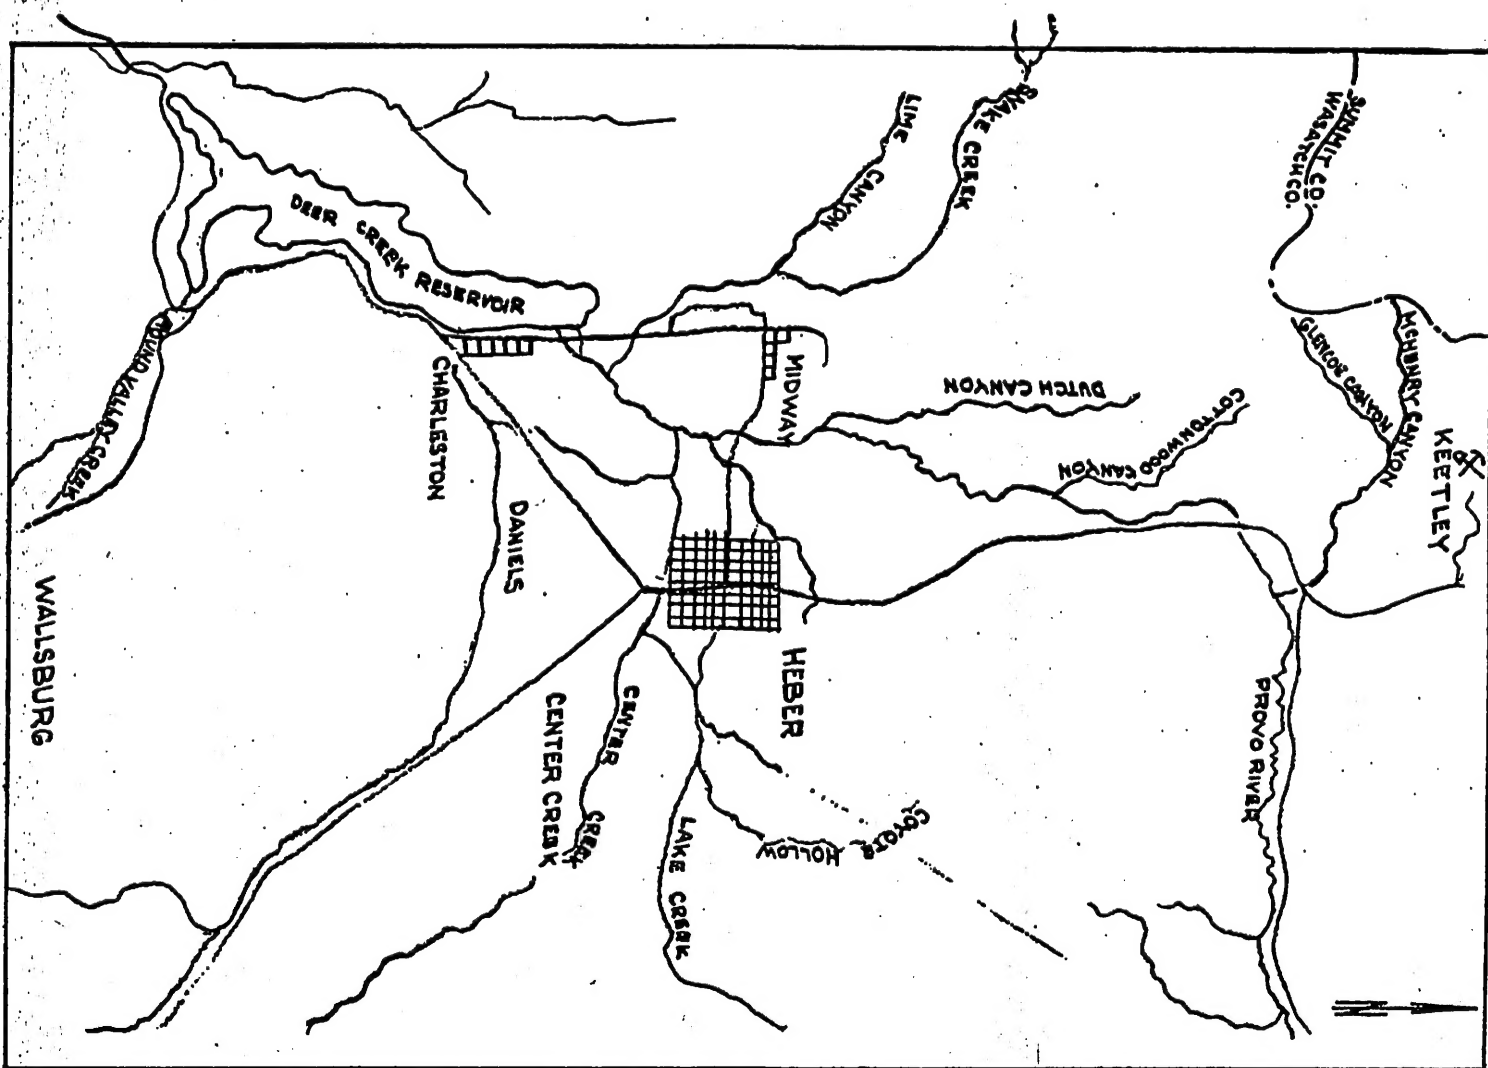 SUMMIT CO.
WASATCH CO.
SNAKE CREEK
LIME CANYON
DEER CREEK RESERVOIR
MCHENRY CANYON
GLENCOE CANYON
KEETLEY
DUTCH CANYON
COTTONWOOD CANYON
MIDWAY
CHARLESTON
ROUND VALLEY CREEK
DANIELS
WALLSBURG
HEBER
PROVO RIVER
CENTER CREEK
CENTER CREEK
COYOTE HOLLOW
LAKE CREEK